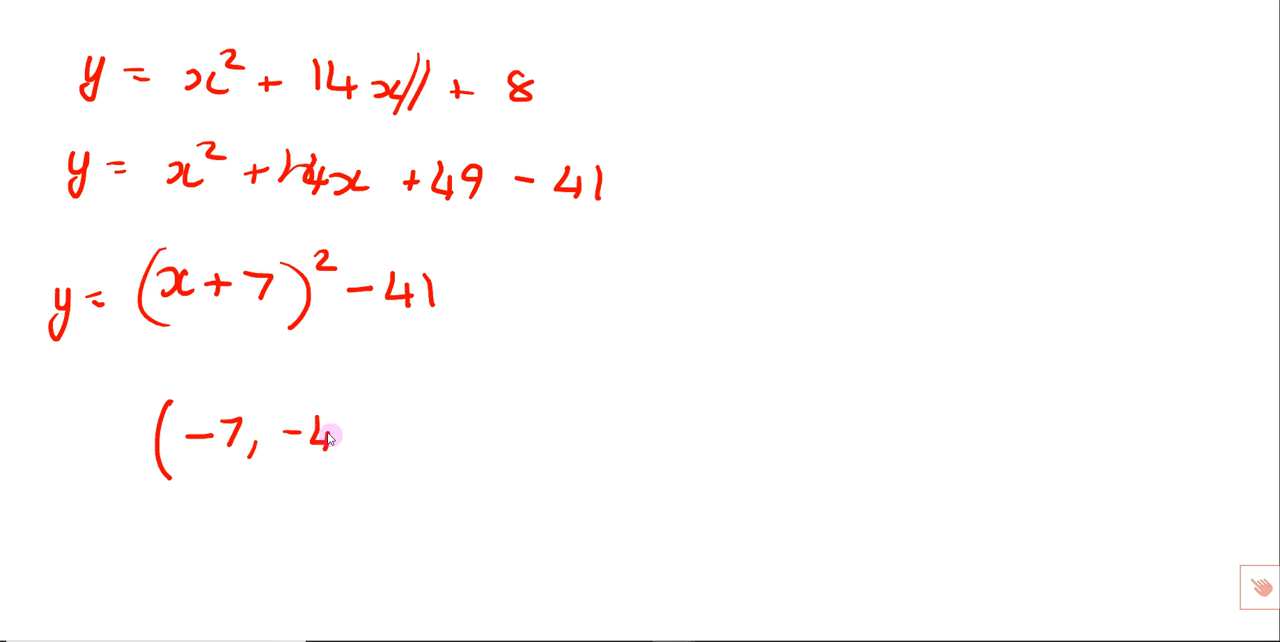 y = x² + 14x// + 8
y = x² + 14x + 49 - 41
y = (x + 7)² - 41
(-7, -4